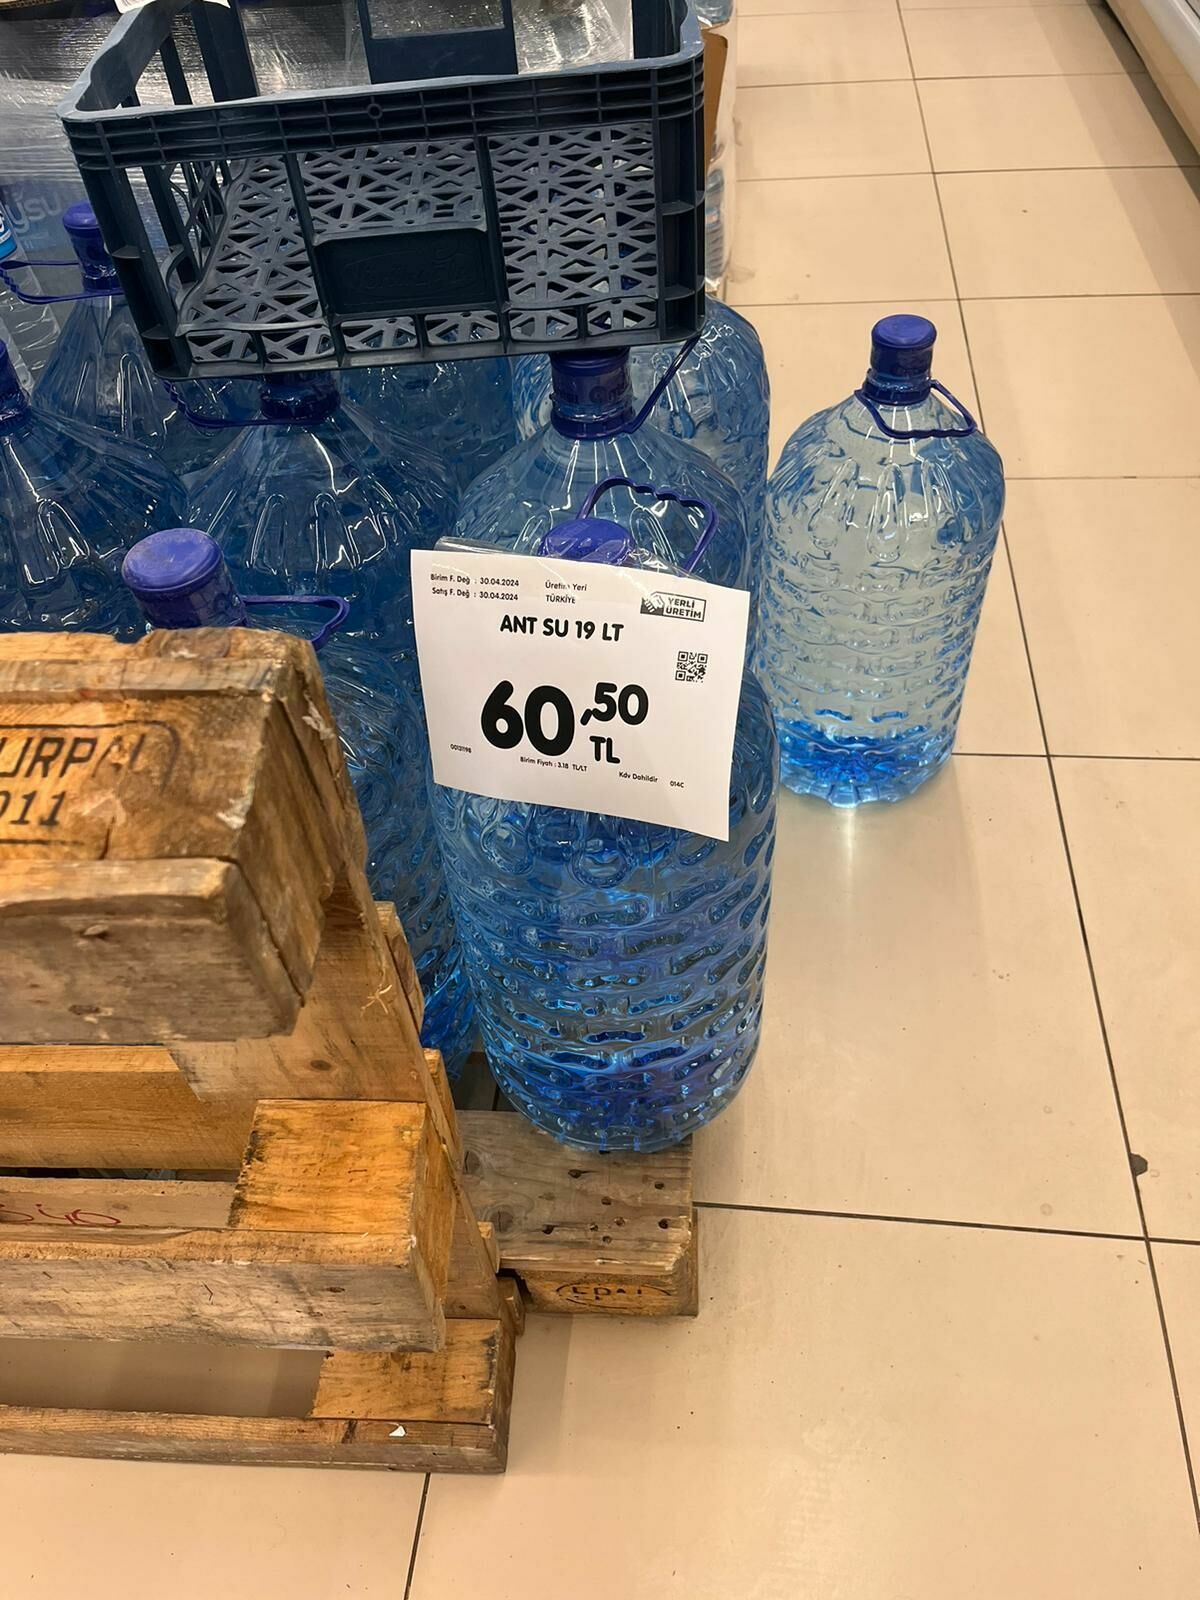 Birim F. Değ : 30.04.2024
Satış F. Değ : 30.04.2024
Üretim Yeri
TÜRKİYE
YERLİ
ÜRETİM
ANT SU 19 LT
60,50
TL
00131198
Birim Fiyatı : 3.18 TL/LT
Kdv Dahildir
014C
011